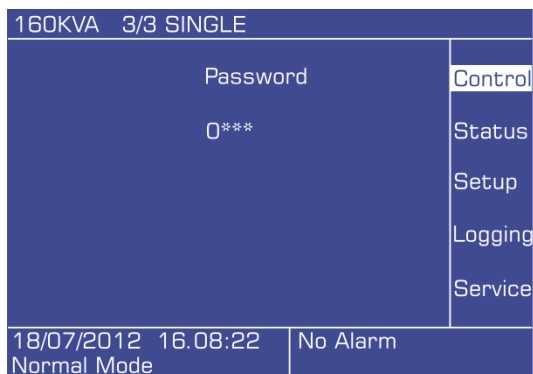 160KVA 3/3 SINGLE
Password
0***
Control
Status
Setup
Logging
Service
18/07/2012 16.08:22
Normal Mode
No Alarm